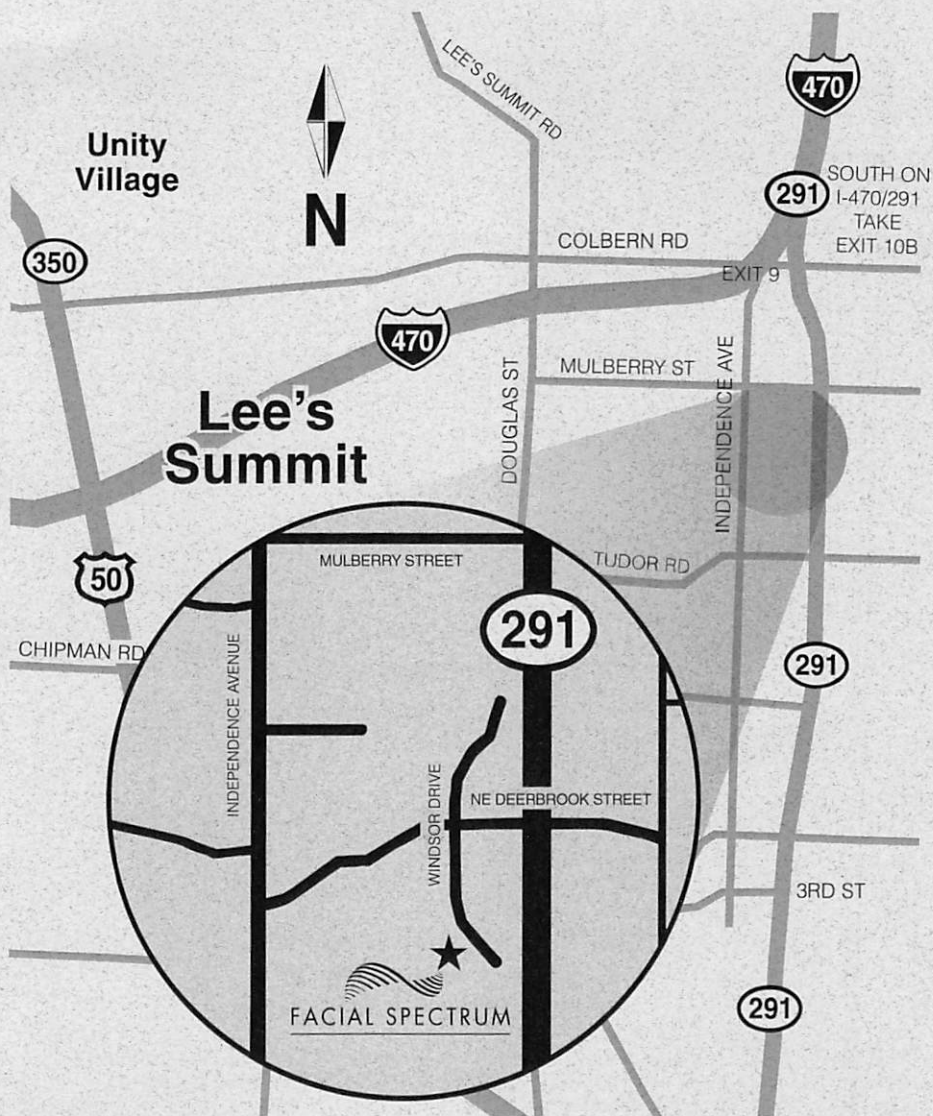 LEE'S SUMMIT RD
470
Unity
Village
N
291
SOUTH ON
I-470/291
TAKE
EXIT 10B
350
COLBERN RD
EXIT 9
470
MULBERRY ST
Lee's
Summit
DOUGLAS ST
INDEPENDENCE AVE
50
TUDOR RD
CHIPMAN RD
291
3RD ST
291
MULBERRY STREET
291
INDEPENDENCE AVENUE
WINDSOR DRIVE
NE DEERBROOK STREET
FACIAL SPECTRUM